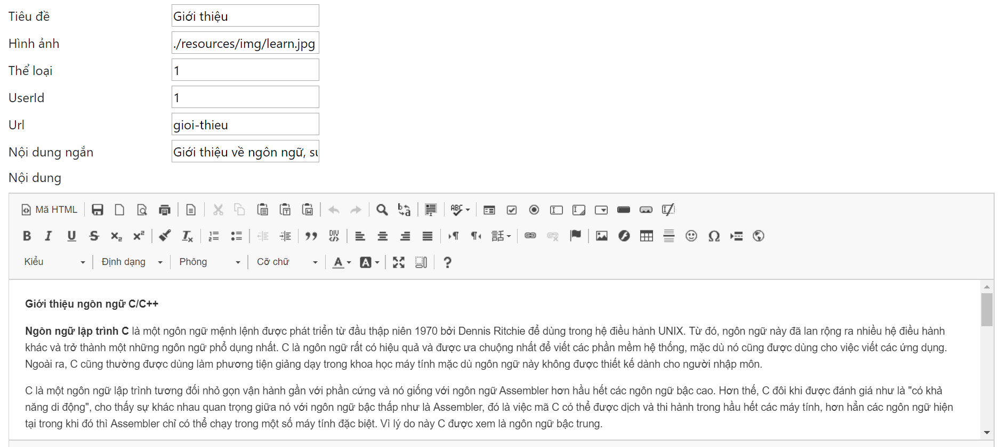 Tiêu đề Giới thiệu
Hình ảnh ./resources/img/learn.jpg
Thể loại 1
UserId 1
Url gioi-thieu
Nội dung ngắn Giới thiệu về ngôn ngữ,
Nội dung
Mã HTML
Kiểu Định dạng Phông Cỡ chữ
Giới thiệu ngôn ngữ C/C++
Ngôn ngữ lập trình C là một ngôn ngữ mệnh lệnh được phát triển từ đầu thập niên 1970 bởi Dennis Ritchie để dùng trong hệ điều hành UNIX. Từ đó, ngôn ngữ này đã lan rộng ra nhiều hệ điều hành
khác và trở thành một những ngôn ngữ phổ dụng nhất. C là ngôn ngữ rất có hiệu quả và được ưa chuộng nhất để viết các phần mềm hệ thống, mặc dù nó cũng được dùng cho việc viết các ứng dụng.
Ngoài ra, C cũng thường được dùng làm phương tiện giảng dạy trong khoa học máy tính mặc dù ngôn ngữ này không được thiết kế dành cho người nhập môn.
C là một ngôn ngữ lập trình tương đối nhỏ gọn vận hành gần với phần cứng và nó giống với ngôn ngữ Assembler hơn hầu hết các ngôn ngữ bậc cao. Hơn thế, C đôi khi được đánh giá như là "có khả
năng di động", cho thấy sự khác nhau quan trọng giữa nó với ngôn ngữ bậc thấp như là Assembler, đó là việc mã C có thể được dịch và thi hành trong hầu hết các máy tính, hơn hẳn các ngôn ngữ hiện
tại trong khi đó thì Assembler chỉ có thể chạy trong một số máy tính đặc biệt. Vì lý do này C được xem là ngôn ngữ bậc trung.